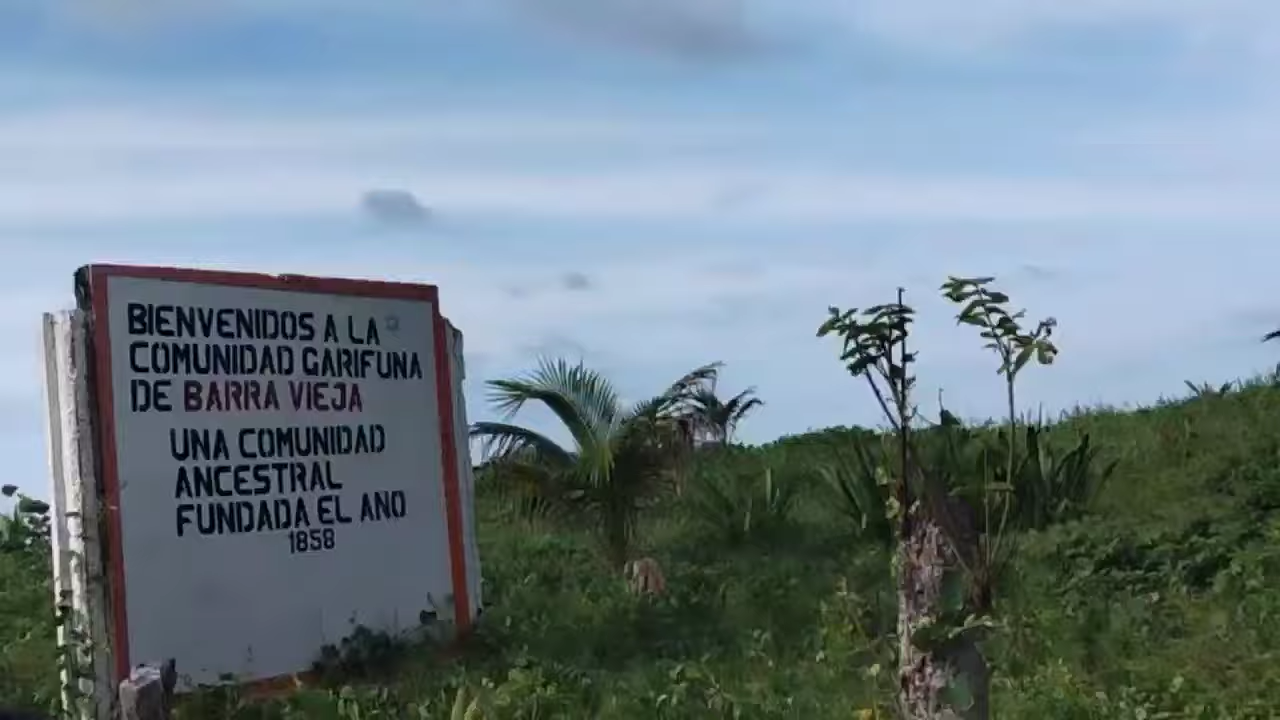 BIENVENIDOS A LA
COMUNIDAD GARIFUNA
DE BARRA VIEJA
UNA COMUNIDAD
ANCESTRAL
FUNDADA EL ANO
1858